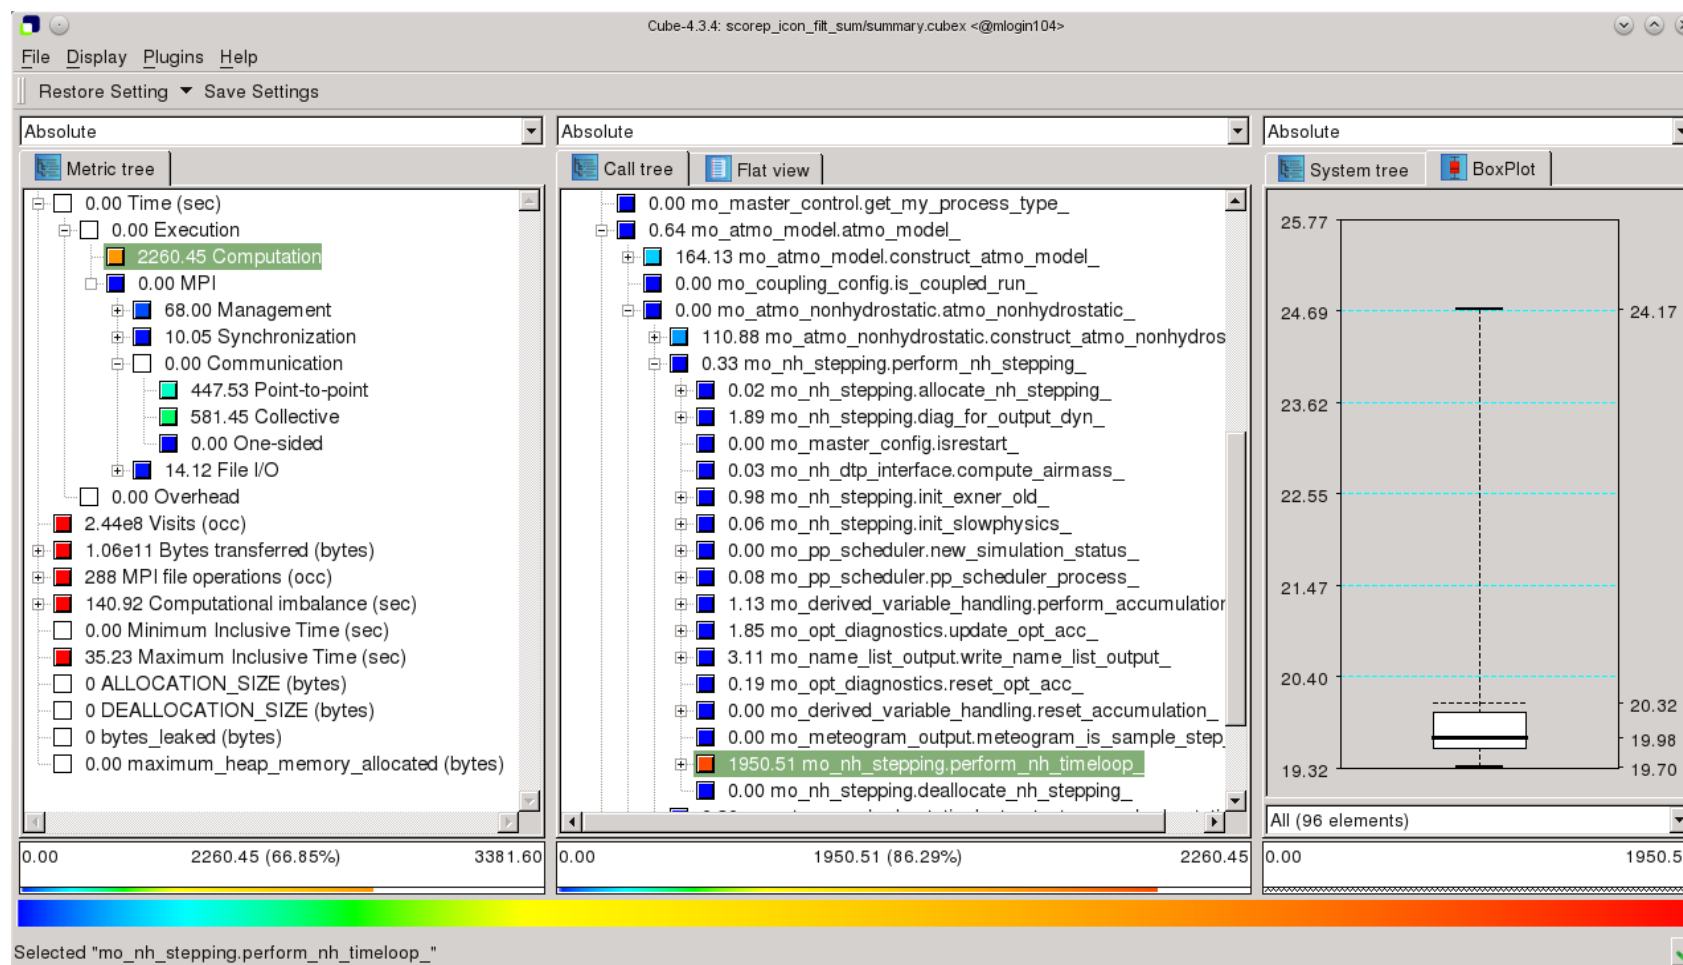 Cube-4.3.4: scorep_icon_filt_sum/summary.cubex <@mlogin104>
File Display Plugins Help
Restore Setting Save Settings
Absolute
Metric tree
0.00 Time (sec)
0.00 Execution
2260.45 Computation
0.00 MPI
68.00 Management
10.05 Synchronization
0.00 Communication
447.53 Point-to-point
581.45 Collective
0.00 One-sided
14.12 File I/O
0.00 Overhead
2.44e8 Visits (occ)
1.06e11 Bytes transferred (bytes)
288 MPI file operations (occ)
140.92 Computational imbalance (sec)
0.00 Minimum Inclusive Time (sec)
35.23 Maximum Inclusive Time (sec)
0 ALLOCATION_SIZE (bytes)
0 DEALLOCATION_SIZE (bytes)
0 bytes_leaked (bytes)
0.00 maximum_heap_memory_allocated (bytes)
0.00 2260.45 (66.85%) 3381.60
Absolute
Call tree Flat view
0.00 mo_master_control.get_my_process_type_
0.64 mo_atmo_model.atmo_model_
164.13 mo_atmo_model.construct_atmo_model_
0.00 mo_coupling_config.is_coupled_run_
0.00 mo_atmo_nonhydrostatic.atmo_nonhydrostatic_
110.88 mo_atmo_nonhydrostatic.construct_atmo_nonhydros
0.33 mo_nh_stepping.perform_nh_stepping_
0.02 mo_nh_stepping.allocate_nh_stepping_
1.89 mo_nh_stepping.diag_for_output_dyn_
0.00 mo_master_config.isrestart_
0.03 mo_nh_dtp_interface.compute_airmass_
0.98 mo_nh_stepping.init_exner_old_
0.06 mo_nh_stepping.init_slowphysics_
0.00 mo_pp_scheduler.new_simulation_status_
0.08 mo_pp_scheduler.pp_scheduler_process_
1.13 mo_derived_variable_handling.perform_accumulation
1.85 mo_opt_diagnostics.update_opt_acc_
3.11 mo_name_list_output.write_name_list_output_
0.19 mo_opt_diagnostics.reset_opt_acc_
0.00 mo_derived_variable_handling.reset_accumulation_
0.00 mo_meteogram_output.meteogram_is_sample_step_
1950.51 mo_nh_stepping.perform_nh_timeloop_
0.00 mo_nh_stepping.deallocate_nh_stepping_
0.00 1950.51 (86.29%) 2260.45
Absolute
System tree BoxPlot
25.77
24.69 24.17
23.62
22.55
21.47
20.40
20.32
19.98
19.32 19.70
All (96 elements)
0.00 1950.5
Selected "mo_nh_stepping.perform_nh_timeloop_"